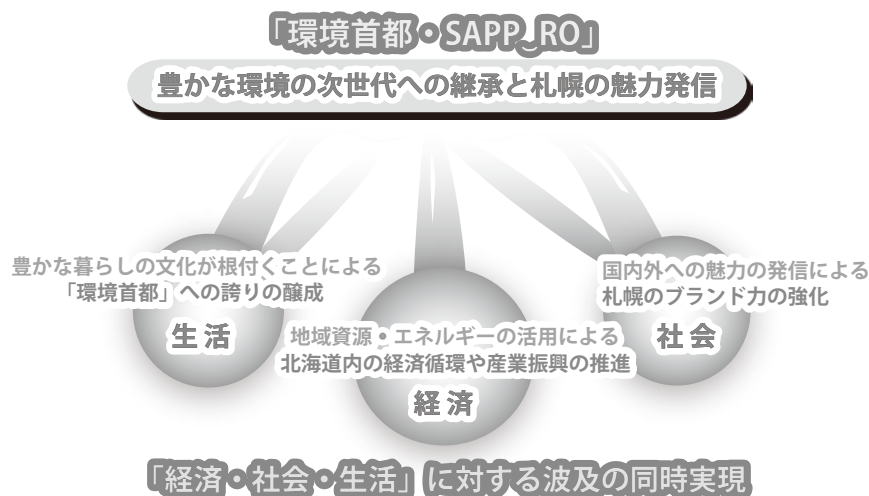 「環境首都・SAPP‿RO」
豊かな環境の次世代への継承と札幌の魅力発信
豊かな暮らしの文化が根付くことによる
「環境首都」への誇りの醸成
生活
地域資源・エネルギーの活用による
北海道内の経済循環や産業振興の推進
経済
国内外への魅力の発信による
札幌のブランド力の強化
社会
「経済・社会・生活」に対する波及の同時実現